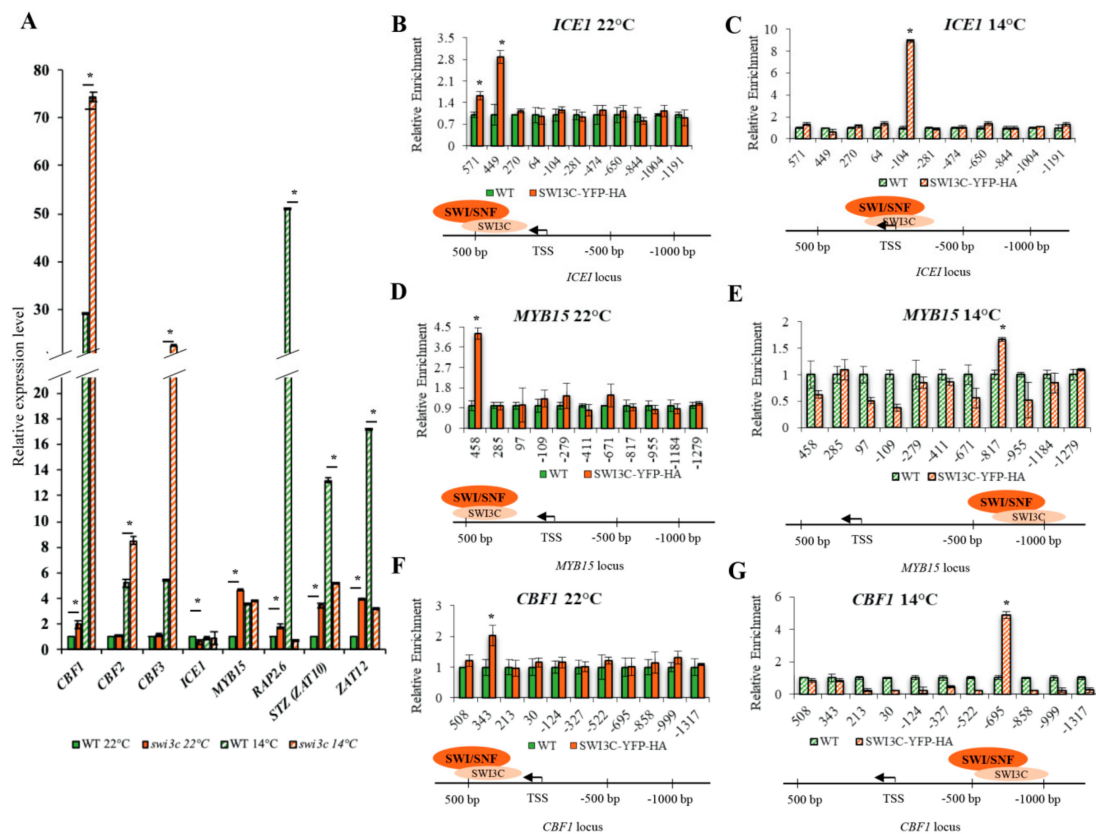 A
Relative expression level
80
70
60
50
40
30
20
18
16
14
12
10
8
6
4
2
0
CBF1
CBF2
CBF3
ICE1
MYB15
RAP2.6
STZ (ZAT10)
ZAT12
WT 22°C swi3c 22°C WT 14°C swi3c 14°C
* * * * * * * * * * * *
B
ICE1 22°C
Relative Enrichment
3.5
2.8
2.1
1.4
0.7
0
* *
571 449 270 64 -104 -281 -474 -650 -844 -1004 -1191
WT SWI3C-YFP-HA
SWI/SNF
SWI3C
500 bp TSS -500 bp -1000 bp
ICE1 locus
C
ICE1 14°C
Relative Enrichment
10
8
6
4
2
0
*
571 449 270 64 -104 -281 -474 -650 -844 -1004 -1191
WT SWI3C-YFP-HA
SWI/SNF
SWI3C
500 bp TSS -500 bp -1000 bp
ICE1 locus
D
MYB15 22°C
Relative Enrichment
4.5
3.6
2.7
1.8
0.9
0
*
458 285 97 -109 -279 -411 -671 -817 -955 -1184 -1279
WT SWI3C-YFP-HA
SWI/SNF
SWI3C
500 bp TSS -500 bp -1000 bp
MYB15 locus
E
MYB15 14°C
Relative Enrichment
2
1.5
1
0.5
0
*
458 285 97 -109 -279 -411 -671 -817 -955 -1184 -1279
WT SWI3C-YFP-HA
SWI/SNF
SWI3C
TSS -500 bp -1000 bp
MYB15 locus
F
CBF1 22°C
Relative Enrichment
3
2
1
0
*
508 343 213 30 -124 -327 -522 -695 -858 -999 -1317
WT SWI3C-YFP-HA
SWI/SNF
SWI3C
500 bp TSS -500 bp -1000 bp
CBF1 locus
G
CBF1 14°C
Relative Enrichment
6
4
2
0
*
508 343 213 30 -124 -327 -522 -695 -858 -999 -1317
WT SWI3C-YFP-HA
SWI/SNF
SWI3C
500 bp TSS -500 bp -1000 bp
CBF1 locus